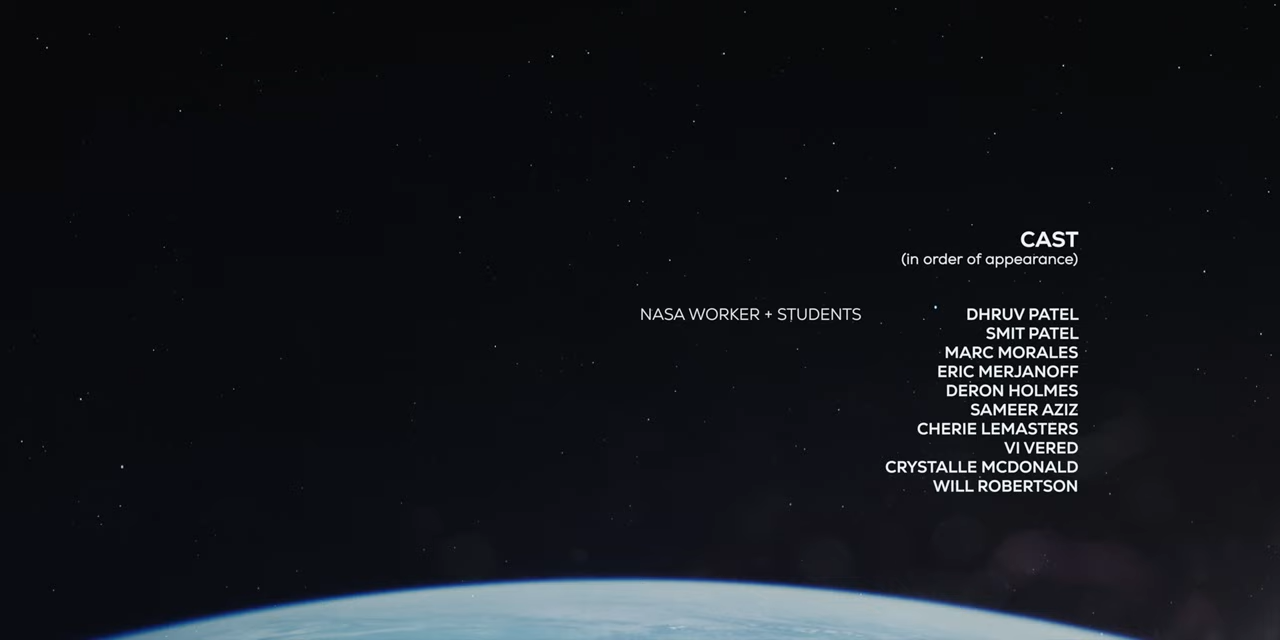 CAST
(in order of appearance)
NASA WORKER + STUDENTS DHRUV PATEL
SMIT PATEL
MARC MORALES
ERIC MERJANOFF
DERON HOLMES
SAMEER AZIZ
CHERIE LEMASTERS
VI VERED
CRYSTALLE MCDONALD
WILL ROBERTSON